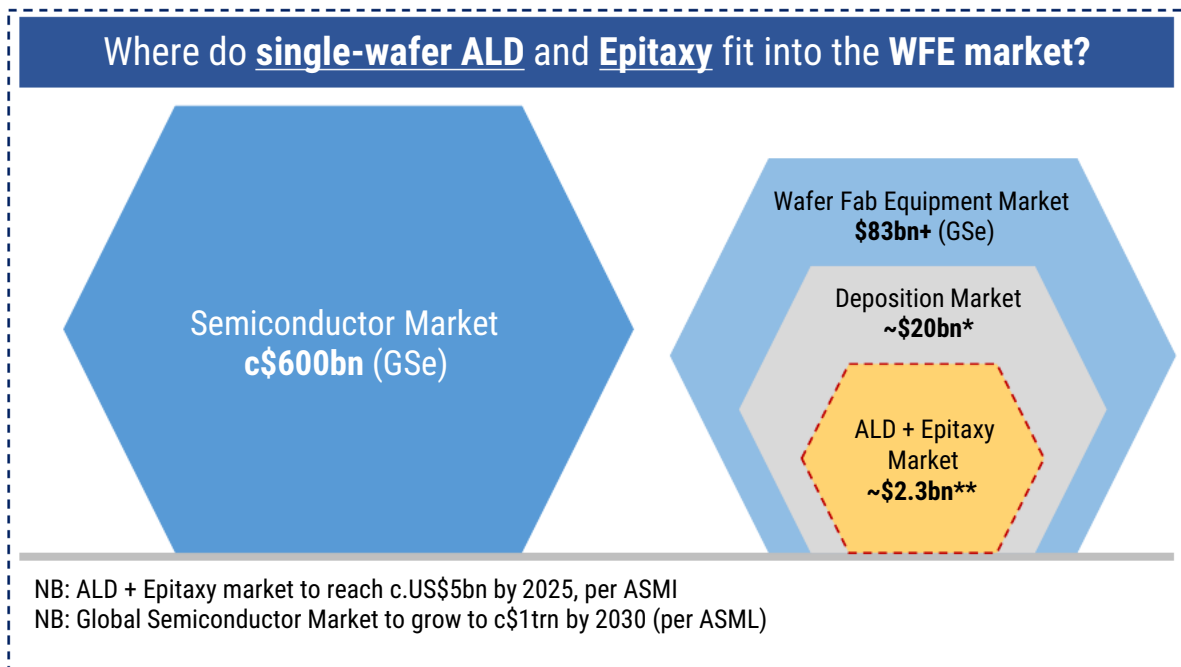 Where do single-wafer ALD and Epitaxy fit into the WFE market?
Semiconductor Market
c$600bn (GSe)
Wafer Fab Equipment Market
$83bn+ (GSe)
Deposition Market
~$20bn*
ALD + Epitaxy
Market
~$2.3bn**
NB: ALD + Epitaxy market to reach c.US$5bn by 2025, per ASMI
NB: Global Semiconductor Market to grow to c$1trn by 2030 (per ASML)